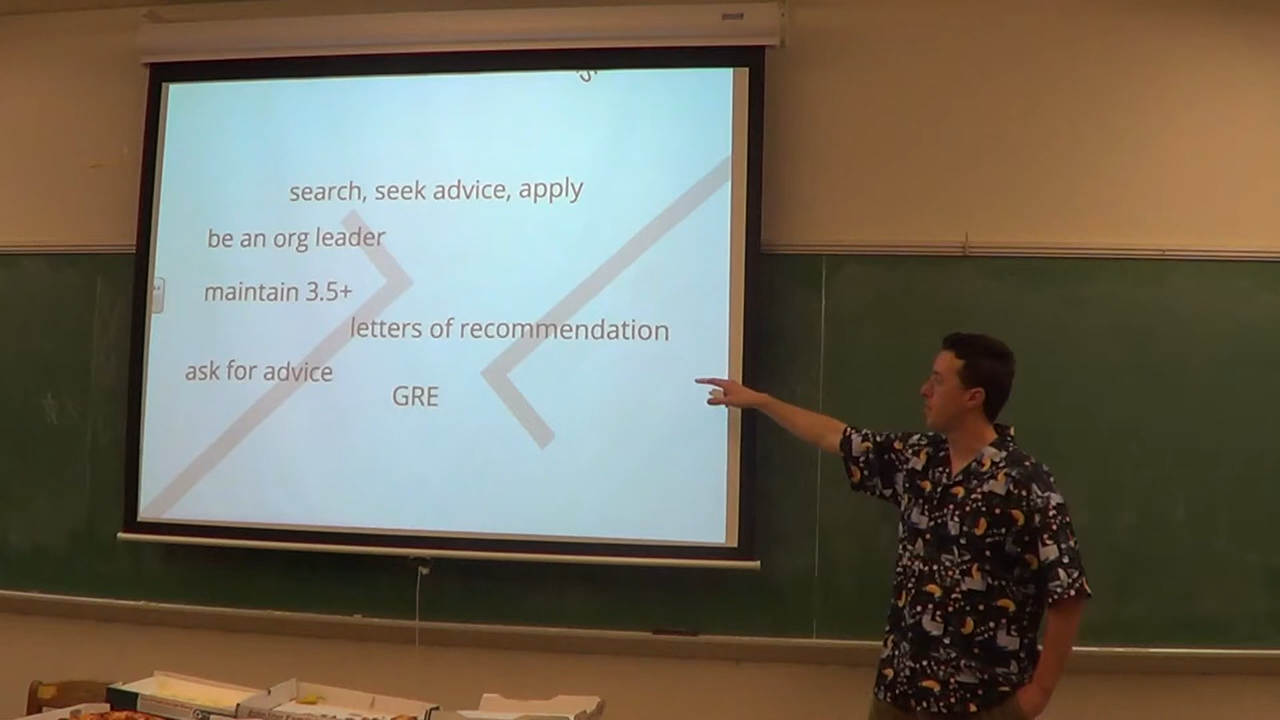 search, seek advice, apply
be an org leader
maintain 3.5+
letters of recommendation
ask for advice
GRE